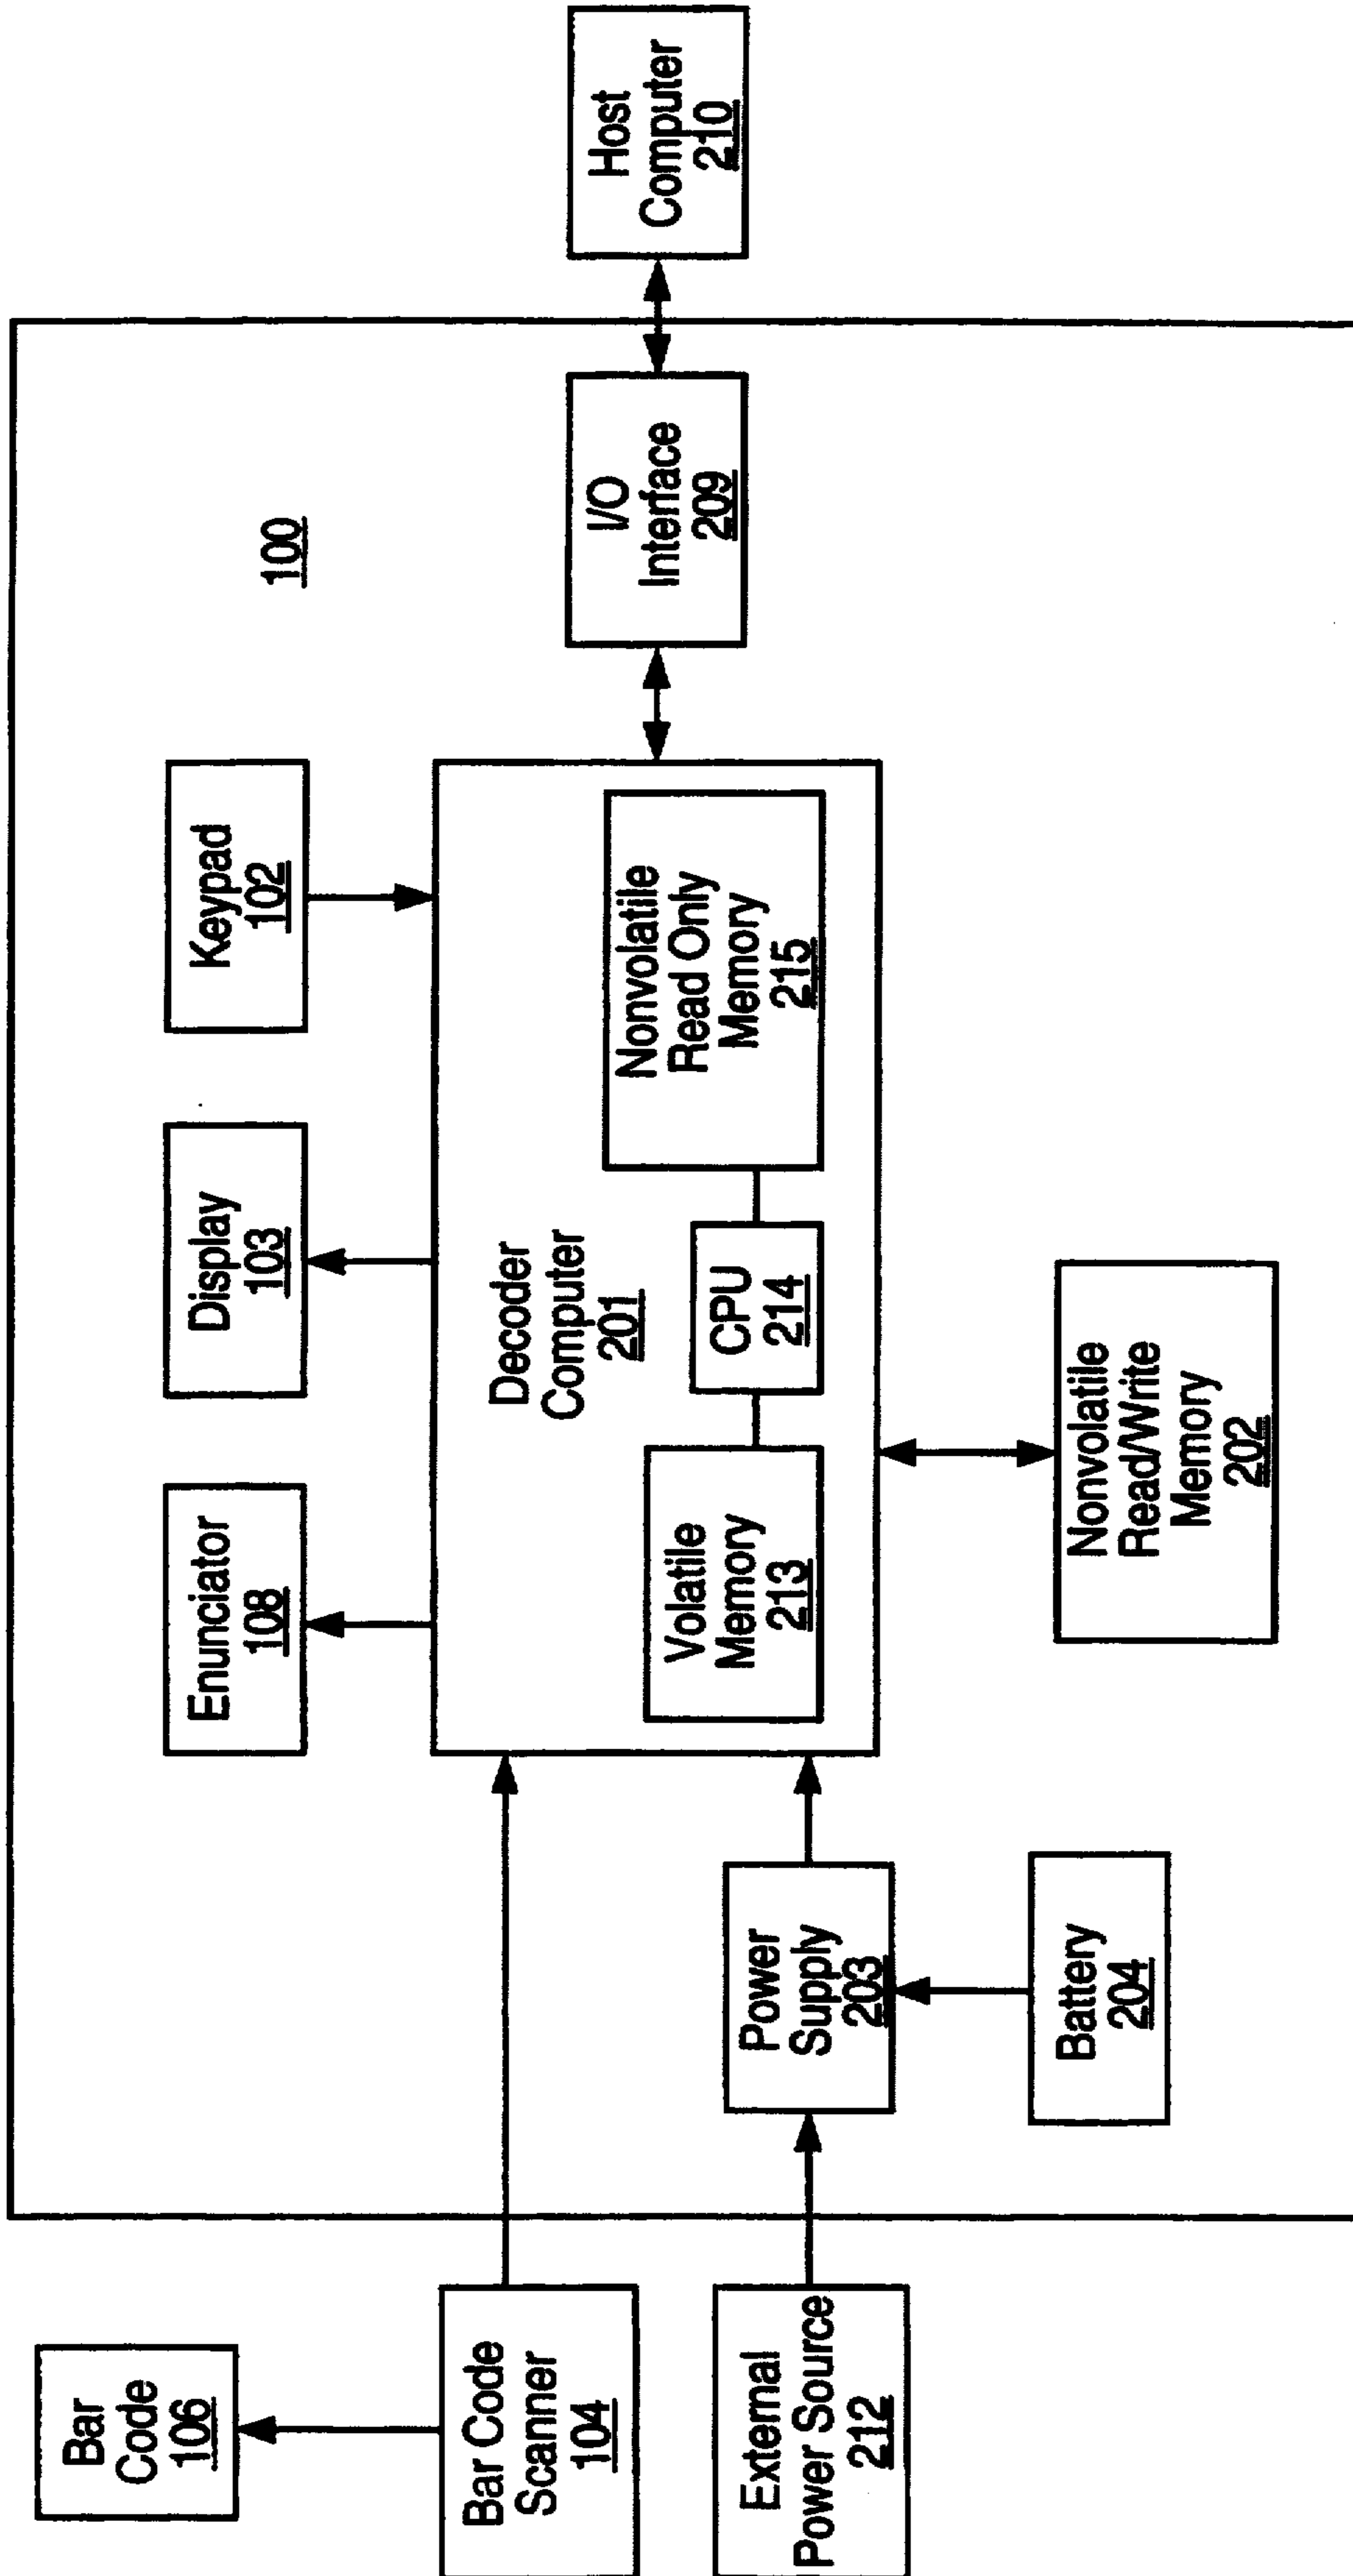 Bar
Code
106
Bar Code
Scanner
104
External
Power Source
212
100
Enunciator
108
Display
103
Keypad
102
Decoder
Computer
201
Volatile
Memory
213
CPU
214
Nonvolatile
Read Only
Memory
215
Power
Supply
203
Battery
204
Nonvolatile
Read/Write
Memory
202
I/O
Interface
209
Host
Computer
210